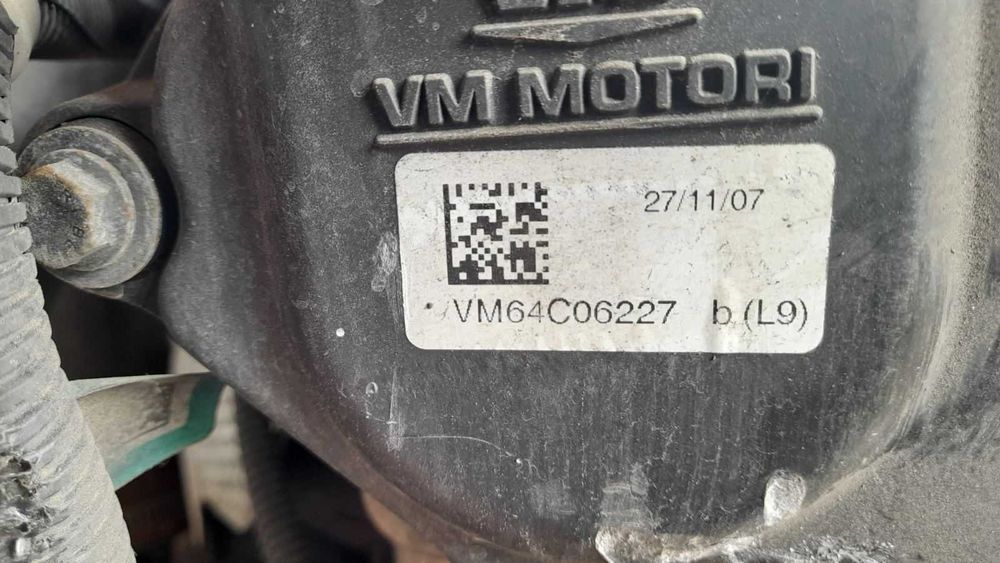 VM MOTORI
27/11/07
VM64C06227 b (L9)